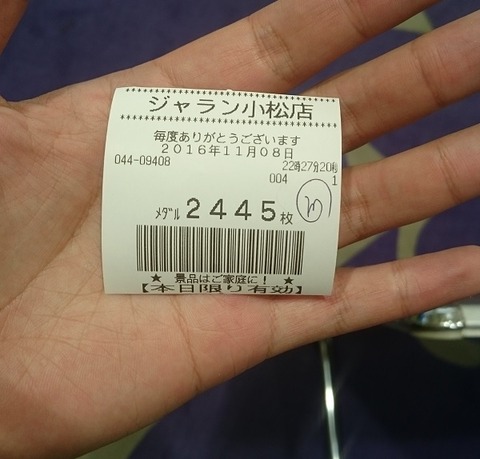 ジャラン小松店
毎度ありがとうございます
2016年11月08日
044-09408 22時27分20秒
004 1
ﾒﾀﾞﾙ 2445枚
★ 景品はご家庭に! ★
【本日限り有効】